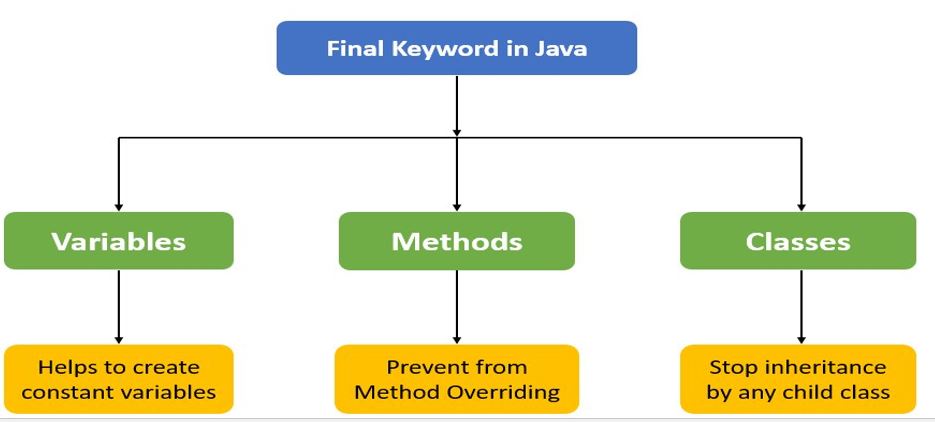 Final Keyword in Java
Variables
Methods
Classes
Helps to create
constant variables
Prevent from
Method Overriding
Stop inheritance
by any child class